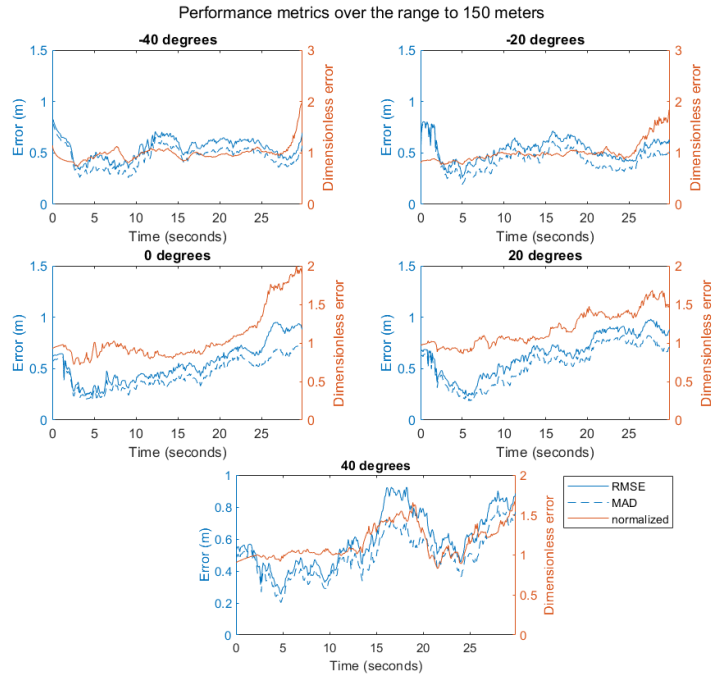 Performance metrics over the range to 150 meters
-40 degrees
-20 degrees
1.5
1
0.5
0
3
2
1
0
Error (m)
Dimensionless error
0 5 10 15 20 25
Time (seconds)
1.5
1
0.5
0
3
2
1
0
Error (m)
Dimensionless error
0 5 10 15 20 25
Time (seconds)
0 degrees
20 degrees
1.5
1
0.5
0
2
1.5
1
0.5
0
Error (m)
Dimensionless error
0 5 10 15 20 25
Time (seconds)
1.5
1
0.5
0
2
1.5
1
0.5
0
Error (m)
Dimensionless error
0 5 10 15 20 25
Time (seconds)
40 degrees
1
0.8
0.6
0.4
0.2
0
2
1.5
1
0.5
0
Error (m)
Dimensionless error
0 5 10 15 20 25
Time (seconds)
RMSE
MAD
normalized